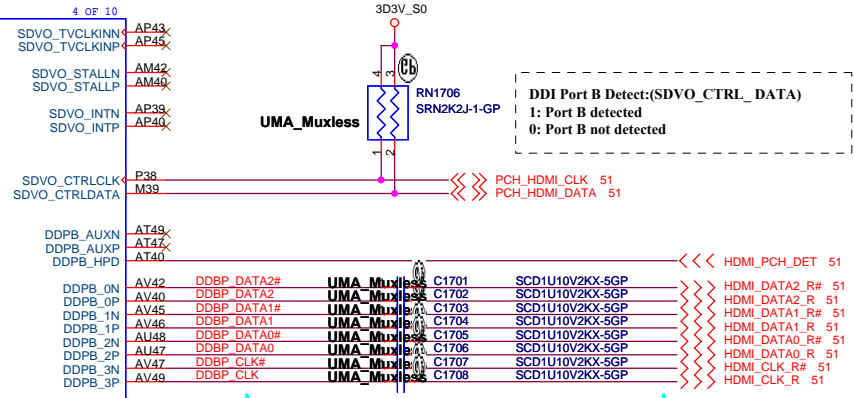 4 OF 10
3D3V_S0
SDVO_TVCLKINN AP43
SDVO_TVCLKINP AP45
SDVO_STALLN AM42
SDVO_STALLP AM40
4 3
RN1706
SRN2K2J-1-GP
UMA_Muxless
DDI Port B Detect:(SDVO_CTRL_ DATA)
1: Port B detected
0: Port B not detected
SDVO_INTN AP39
SDVO_INTP AP40
1 2
SDVO_CTRLCLK P38 PCH_HDMI_CLK 51
SDVO_CTRLDATA M39 PCH_HDMI_DATA 51
DDPB_AUXN AT49
DDPB_AUXP AT47
DDPB_HPD AT40 HDMI_PCH_DET 51
DDPB_0N AV42 DDBP_DATA2# UMA_Muxless C1701 SCD1U10V2KX-5GP HDMI_DATA2_R# 51
DDPB_0P AV40 DDBP_DATA2 C1702 SCD1U10V2KX-5GP HDMI_DATA2_R 51
DDPB_1N AV45 DDBP_DATA1# UMA_Muxless C1703 SCD1U10V2KX-5GP HDMI_DATA1_R# 51
DDPB_1P AV46 DDBP_DATA1 UMA_Muxless C1704 SCD1U10V2KX-5GP HDMI_DATA1_R 51
DDPB_2N AU48 DDBP_DATA0# UMA_Muxless C1705 SCD1U10V2KX-5GP HDMI_DATA0_R# 51
DDPB_2P AU47 DDBP_DATA0 UMA_Muxless C1706 SCD1U10V2KX-5GP HDMI_DATA0_R 51
DDPB_3N AV47 DDBP_CLK# UMA_Muxless C1707 SCD1U10V2KX-5GP HDMI_CLK_R# 51
DDPB_3P AV49 DDBP_CLK UMA_Muxless C1708 SCD1U10V2KX-5GP HDMI_CLK_R 51